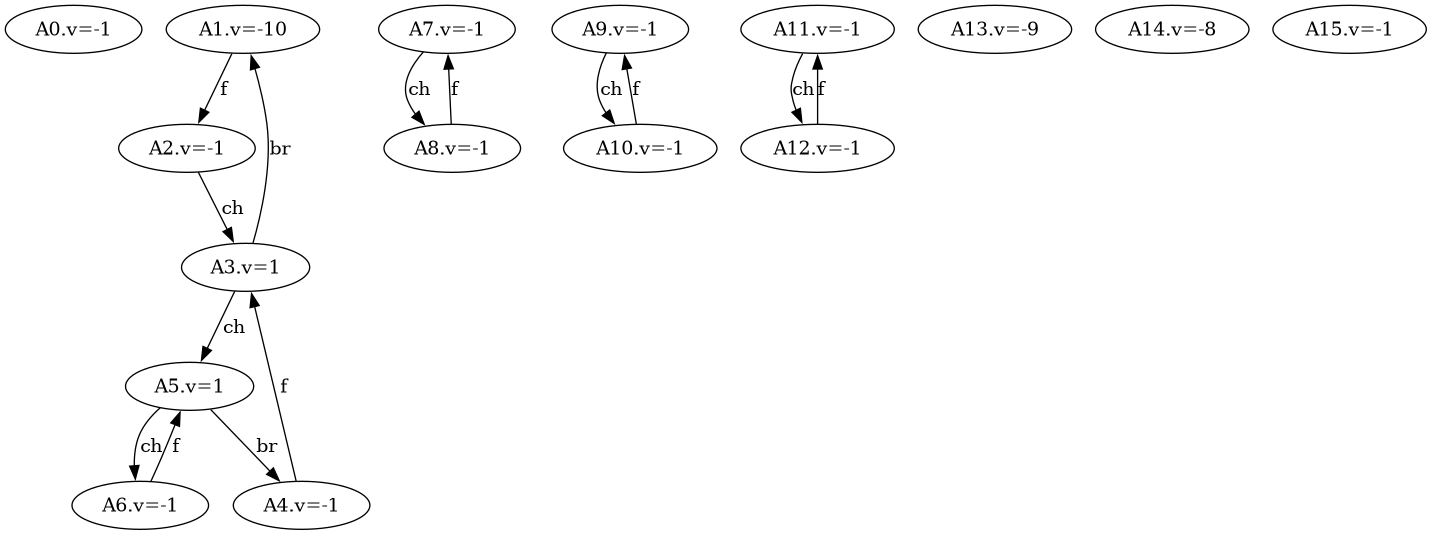 A0.v=-1 A1.v=-10 A7.v=-1 A9.v=-1 A11.v=-1 A13.v=-9 A14.v=-8 A15.v=-1
f ch f ch f ch f
A2.v=-1 br A8.v=-1 A10.v=-1 A12.v=-1
ch
A3.v=1
ch
A5.v=1 f
ch f br
A6.v=-1 A4.v=-1